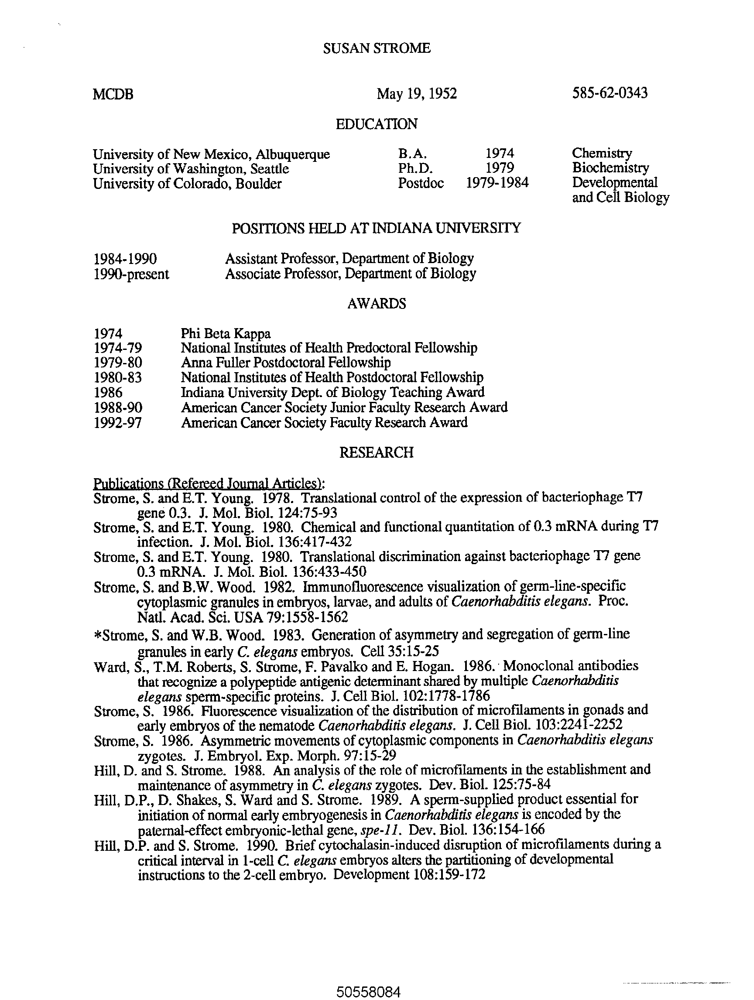 SUSAN STROME
MCDB May 19, 1952 585-62-0343
EDUCATION
University of New Mexico, Albuquerque B.A. 1974 Chemistry
University of Washington, Seattle Ph.D. 1979 Biochemistry
University of Colorado, Boulder Postdoc 1979-1984 Developmental
and Cell Biology
POSITIONS HELD AT INDIANA UNIVERSITY
1984-1990 Assistant Professor, Department of Biology
1990-present Associate Professor, Department of Biology
AWARDS
1974 Phi Beta Kappa
1974-79 National Institutes of Health Predoctoral Fellowship
1979-80 Anna Fuller Postdoctoral Fellowship
1980-83 National Institutes of Health Postdoctoral Fellowship
1986 Indiana University Dept. of Biology Teaching Award
1988-90 American Cancer Society Junior Faculty Research Award
1992-97 American Cancer Society Faculty Research Award
RESEARCH
Publications (Refereed Journal Articles):
Strome, S. and E.T. Young. 1978. Translational control of the expression of bacteriophage T7
gene 0.3. J. Mol. Biol. 124:75-93
Strome, S. and E.T. Young. 1980. Chemical and functional quantitation of 0.3 mRNA during T7
infection. J. Mol. Biol. 136:417-432
Strome, S. and E.T. Young. 1980. Translational discrimination against bacteriophage T7 gene
0.3 mRNA. J. Mol. Biol. 136:433-450
Strome, S. and B.W. Wood. 1982. Immunofluorescence visualization of germ-line-specific
cytoplasmic granules in embryos, larvae, and adults of Caenorhabditis elegans. Proc.
Natl. Acad. Sci. USA 79:1558-1562
*Strome, S. and W.B. Wood. 1983. Generation of asymmetry and segregation of germ-line
granules in early C. elegans embryos. Cell 35:15-25
Ward, S., T.M. Roberts, S. Strome, F. Pavalko and E. Hogan. 1986. Monoclonal antibodies
that recognize a polypeptide antigenic determinant shared by multiple Caenorhabditis
elegans sperm-specific proteins. J. Cell Biol. 102:1778-1786
Strome, S. 1986. Fluorescence visualization of the distribution of microfilaments in gonads and
early embryos of the nematode Caenorhabditis elegans. J. Cell Biol. 103:2241-2252
Strome, S. 1986. Asymmetric movements of cytoplasmic components in Caenorhabditis elegans
zygotes. J. Embryol. Exp. Morph. 97:15-29
Hill, D. and S. Strome. 1988. An analysis of the role of microfilaments in the establishment and
maintenance of asymmetry in C. elegans zygotes. Dev. Biol. 125:75-84
Hill, D.P., D. Shakes, S. Ward and S. Strome. 1989. A sperm-supplied product essential for
initiation of normal early embryogenesis in Caenorhabditis elegans is encoded by the
paternal-effect embryonic-lethal gene, spe-11. Dev. Biol. 136:154-166
Hill, D.P. and S. Strome. 1990. Brief cytochalasin-induced disruption of microfilaments during a
critical interval in 1-cell C. elegans embryos alters the partitioning of developmental
instructions to the 2-cell embryo. Development 108:159-172
50558084